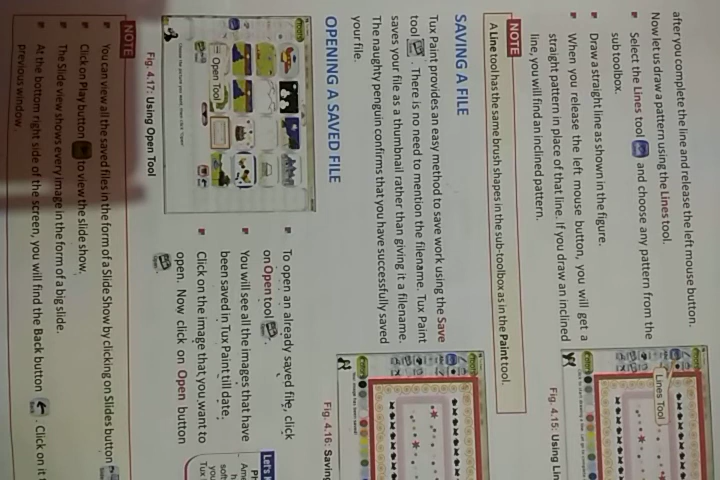 after you complete the line and release the left mouse button.
Now let us draw a pattern using the Lines tool.
Select the Lines tool and choose any pattern from the
sub toolbox.
Draw a straight line as shown in the figure.
When you release the left mouse button, you will get a
straight pattern in place of that line. If you draw an inclined
line, you will find an inclined pattern.
Lines Tool
Fig. 4.15: Using Lin
NOTE
A Line tool has the same brush shapes in the sub-toolbox as in the Paint tool.
SAVING A FILE
Tux Paint provides an easy method to save work using the Save
tool . There is no need to mention the filename. Tux Paint
saves your file as a thumbnail rather than giving it a filename.
The naughty penguin confirms that you have successfully saved
your file.
Fig. 4.16: Saving
OPENING A SAVED FILE
To open an already saved file, click
on Open tool .
You will see all the images that have
been saved in Tux Paint till date.
Click on the image that you want to
open. Now click on Open button
Open Tool
Fig. 4.17: Using Open Tool
Let's
NOTE
You can view all the saved files in the form of a Slide Show by clicking on Slides button
Click on Play button to view the slide show.
The Slide view shows every image in the form of a big slide.
At the bottom right side of the screen, you will find the Back button . Click on it
previous window